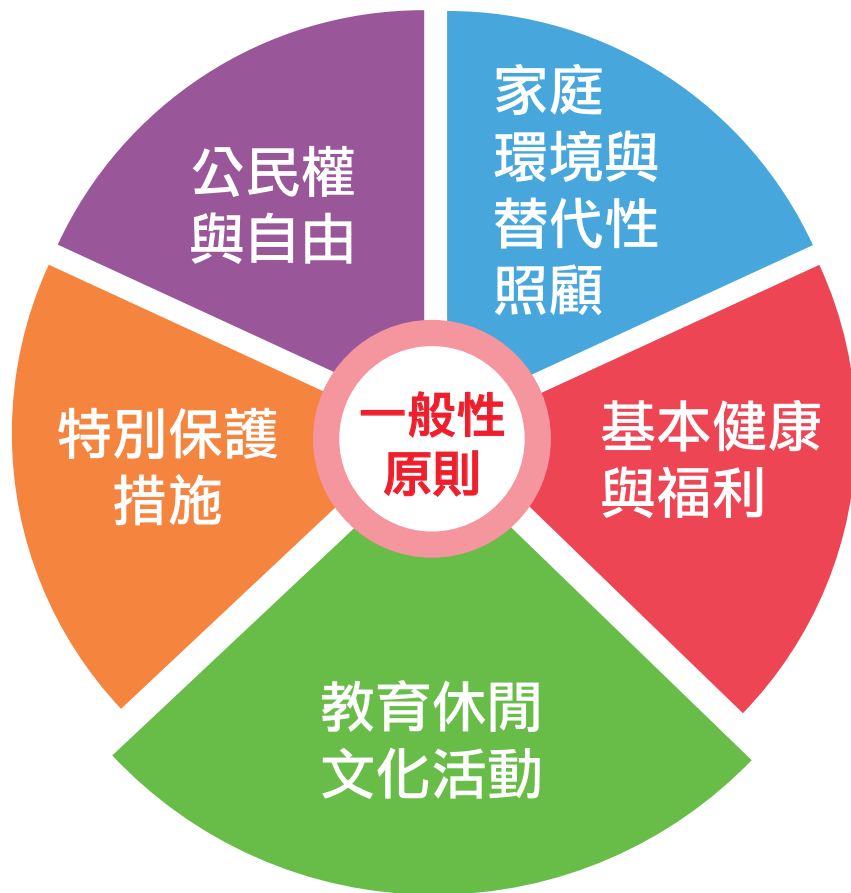 公民權
與自由
家庭
環境與
替代性
照顧
特別保護
措施
一般性
原則
基本健康
與福利
教育休閒
文化活動